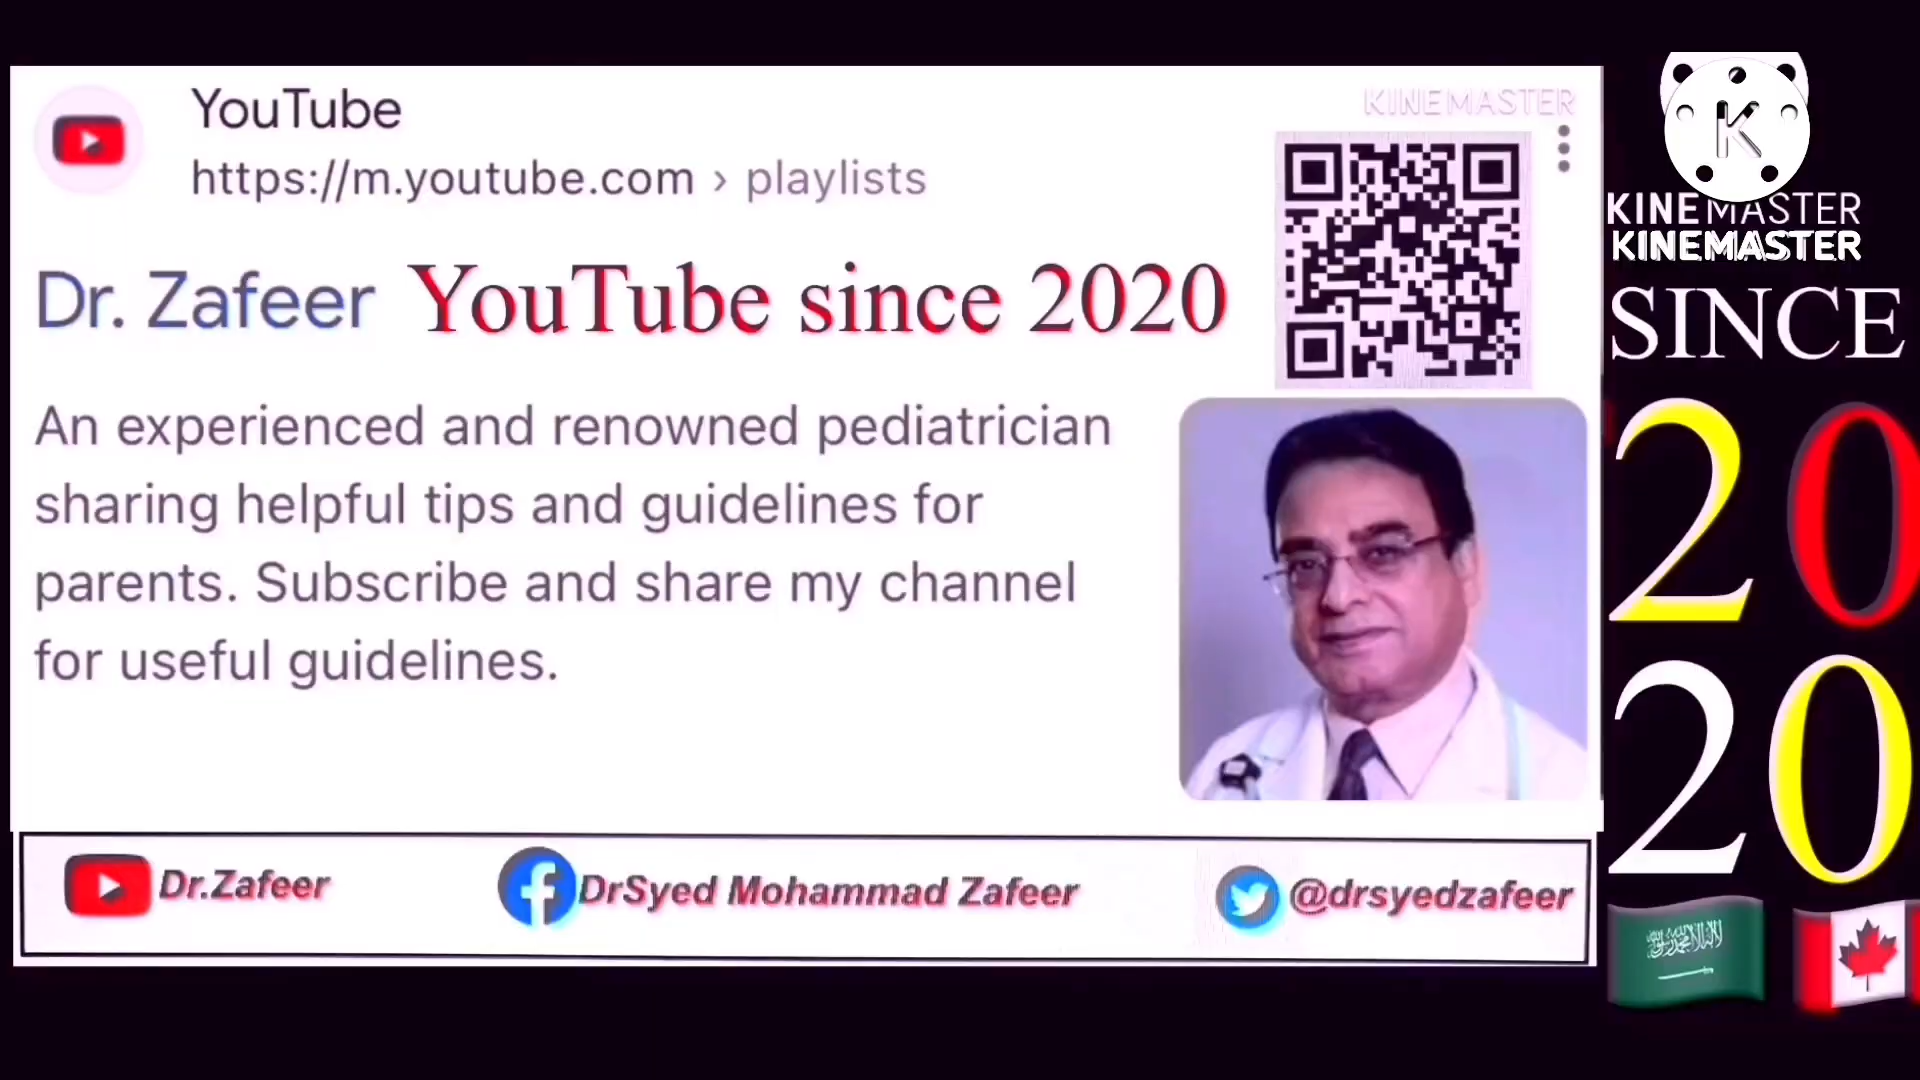 YouTube
https://m.youtube.com › playlists
KINEMASTER
Dr. Zafeer YouTube since 2020
An experienced and renowned pediatrician
sharing helpful tips and guidelines for
parents. Subscribe and share my channel
for useful guidelines.
Dr.Zafeer
DrSyed Mohammad Zafeer
@drsyedzafeer
K
KINEMASTER
KINEMASTER
SINCE
20
20